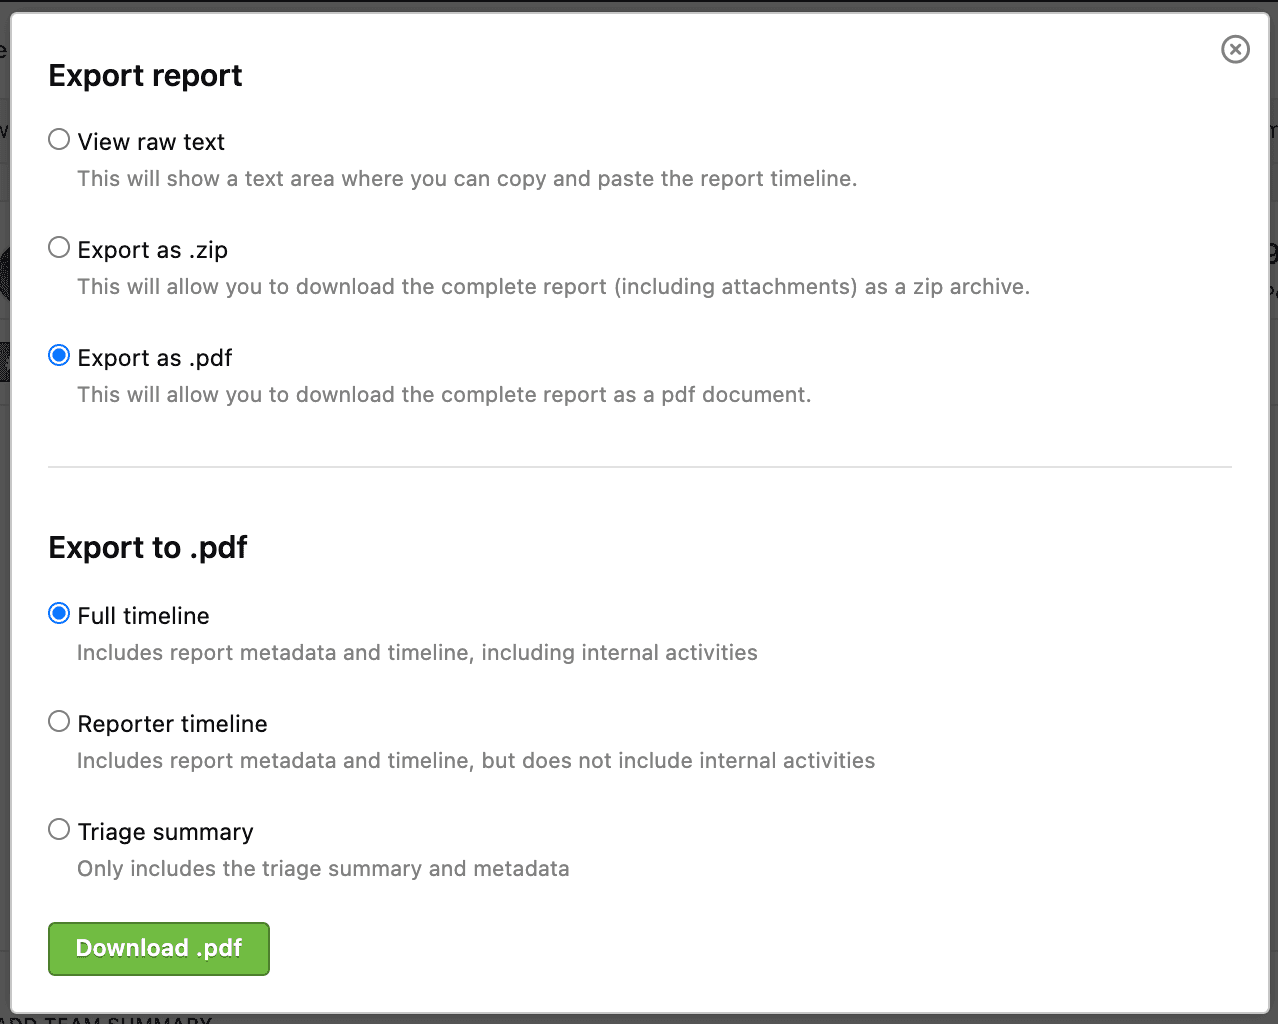 Export report
View raw text
This will show a text area where you can copy and paste the report timeline.
Export as .zip
This will allow you to download the complete report (including attachments) as a zip archive.
Export as .pdf
This will allow you to download the complete report as a pdf document.
Export to .pdf
Full timeline
Includes report metadata and timeline, including internal activities
Reporter timeline
Includes report metadata and timeline, but does not include internal activities
Triage summary
Only includes the triage summary and metadata
Download .pdf
ADD TEAM SUMMARY